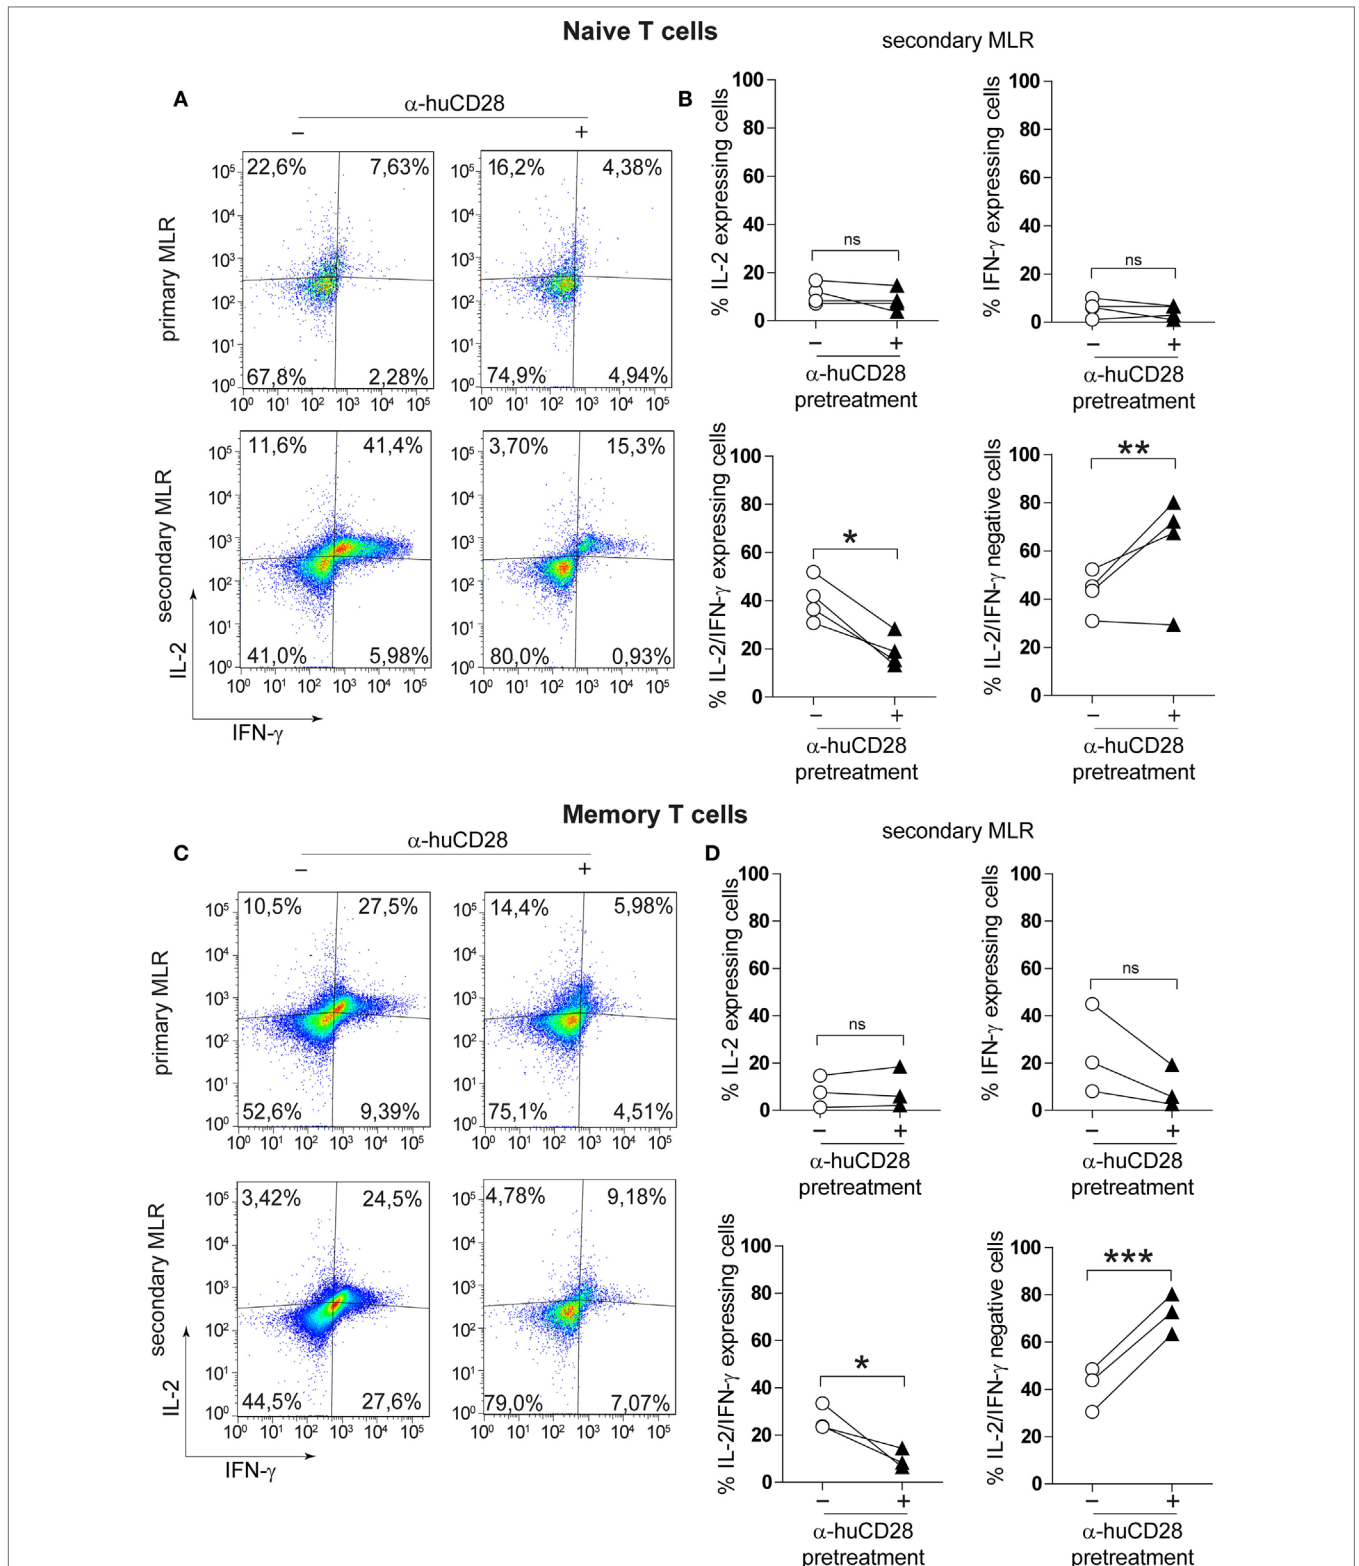 Naive T cells
secondary MLR
A
α-huCD28
− +
primary MLR
22,6% 7,63%
67,8% 2,28%
10⁵
10⁴
10³
10²
10¹
10⁰
10⁰ 10¹ 10² 10³ 10⁴ 10⁵
16,2% 4,38%
74,9% 4,94%
10⁵
10⁴
10³
10²
10¹
10⁰
10⁰ 10¹ 10² 10³ 10⁴ 10⁵
secondary MLR
11,6% 41,4%
41,0% 5,98%
10⁵
10⁴
10³
10²
10¹
10⁰
10⁰ 10¹ 10² 10³ 10⁴ 10⁵
3,70% 15,3%
80,0% 0,93%
10⁵
10⁴
10³
10²
10¹
10⁰
10⁰ 10¹ 10² 10³ 10⁴ 10⁵
IL-2
IFN-γ
B
% IL-2 expressing cells
100
80
60
40
20
0
ns
− +
α-huCD28
pretreatment
% IFN-γ expressing cells
100
80
60
40
20
0
ns
− +
α-huCD28
pretreatment
% IL-2/IFN-γ expressing cells
100
80
60
40
20
0
*
− +
α-huCD28
pretreatment
% IL-2/IFN-γ negative cells
100
80
60
40
20
0
**
− +
α-huCD28
pretreatment
Memory T cells
secondary MLR
C
α-huCD28
− +
primary MLR
10,5% 27,5%
52,6% 9,39%
10⁵
10⁴
10³
10²
10¹
10⁰
10⁰ 10¹ 10² 10³ 10⁴ 10⁵
14,4% 5,98%
75,1% 4,51%
10⁵
10⁴
10³
10²
10¹
10⁰
10⁰ 10¹ 10² 10³ 10⁴ 10⁵
secondary MLR
3,42% 24,5%
44,5% 27,6%
10⁵
10⁴
10³
10²
10¹
10⁰
10⁰ 10¹ 10² 10³ 10⁴ 10⁵
4,78% 9,18%
79,0% 7,07%
10⁵
10⁴
10³
10²
10¹
10⁰
10⁰ 10¹ 10² 10³ 10⁴ 10⁵
IL-2
IFN-γ
D
% IL-2 expressing cells
100
80
60
40
20
0
ns
− +
α-huCD28
pretreatment
% IFN-γ expressing cells
100
80
60
40
20
0
ns
− +
α-huCD28
pretreatment
% IL-2/IFN-γ expressing cells
100
80
60
40
20
0
*
− +
α-huCD28
pretreatment
% IL-2/IFN-γ negative cells
100
80
60
40
20
0
***
− +
α-huCD28
pretreatment